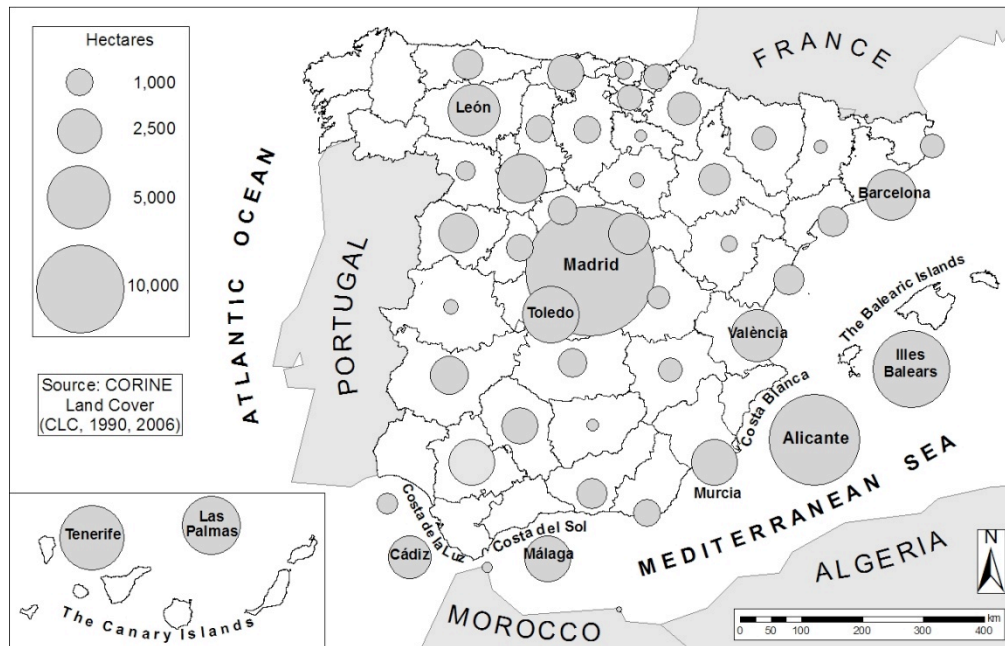 Hectares
1,000
2,500
5,000
10,000
Source: CORINE
Land Cover
(CLC, 1990, 2006)
ATLANTIC OCEAN
PORTUGAL
FRANCE
León
Barcelona
Madrid
Toledo
València
The Balearic Islands
Illes
Balears
Costa Blanca
Alicante
Murcia
MEDITERRANEAN SEA
Costa de la Luz
Costa del Sol
Cádiz
Málaga
ALGERIA
MOROCCO
Tenerife
Las
Palmas
The Canary Islands
N
km
0 25 50 100 200 300 400